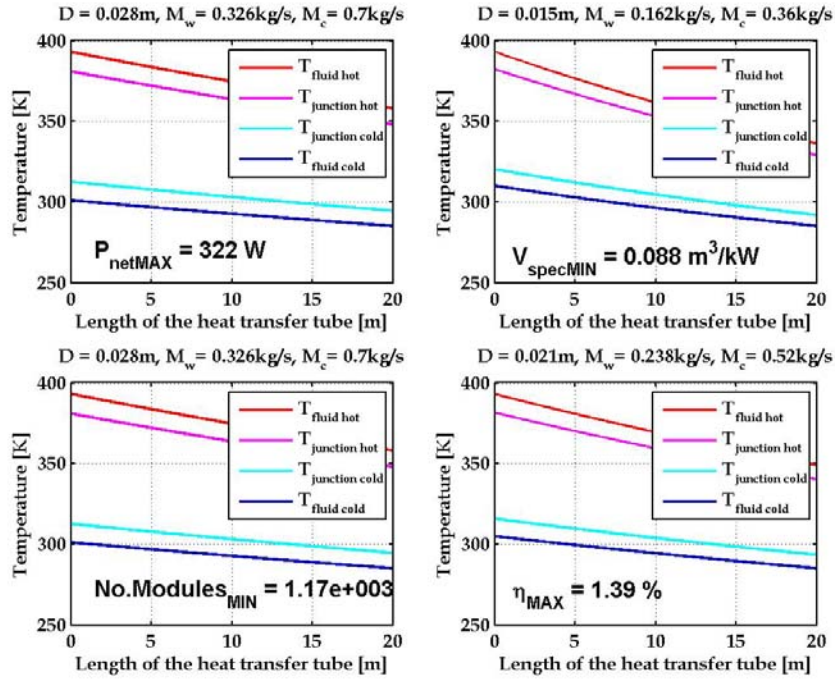 D = 0.028m, M_w= 0.326kg/s, M_c= 0.7kg/s
400
350
300
250
Temperature [K]
T_fluid hot
T_junction hot
T_junction cold
T_fluid cold
P_netMAX = 322 W
0 5 10 15 20
Length of the heat transfer tube [m]
D = 0.015m, M_w= 0.162kg/s, M_c= 0.36kg/s
400
350
300
250
Temperature [K]
T_fluid hot
T_junction hot
T_junction cold
T_fluid cold
V_specMIN = 0.088 m³/kW
0 5 10 15 20
Length of the heat transfer tube [m]
D = 0.028m, M_w= 0.326kg/s, M_c= 0.7kg/s
400
350
300
250
Temperature [K]
T_fluid hot
T_junction hot
T_junction cold
T_fluid cold
No.Modules_MIN = 1.17e+003
0 5 10 15 20
Length of the heat transfer tube [m]
D = 0.021m, M_w= 0.238kg/s, M_c= 0.52kg/s
400
350
300
250
Temperature [K]
T_fluid hot
T_junction hot
T_junction cold
T_fluid cold
η_MAX = 1.39 %
0 5 10 15 20
Length of the heat transfer tube [m]